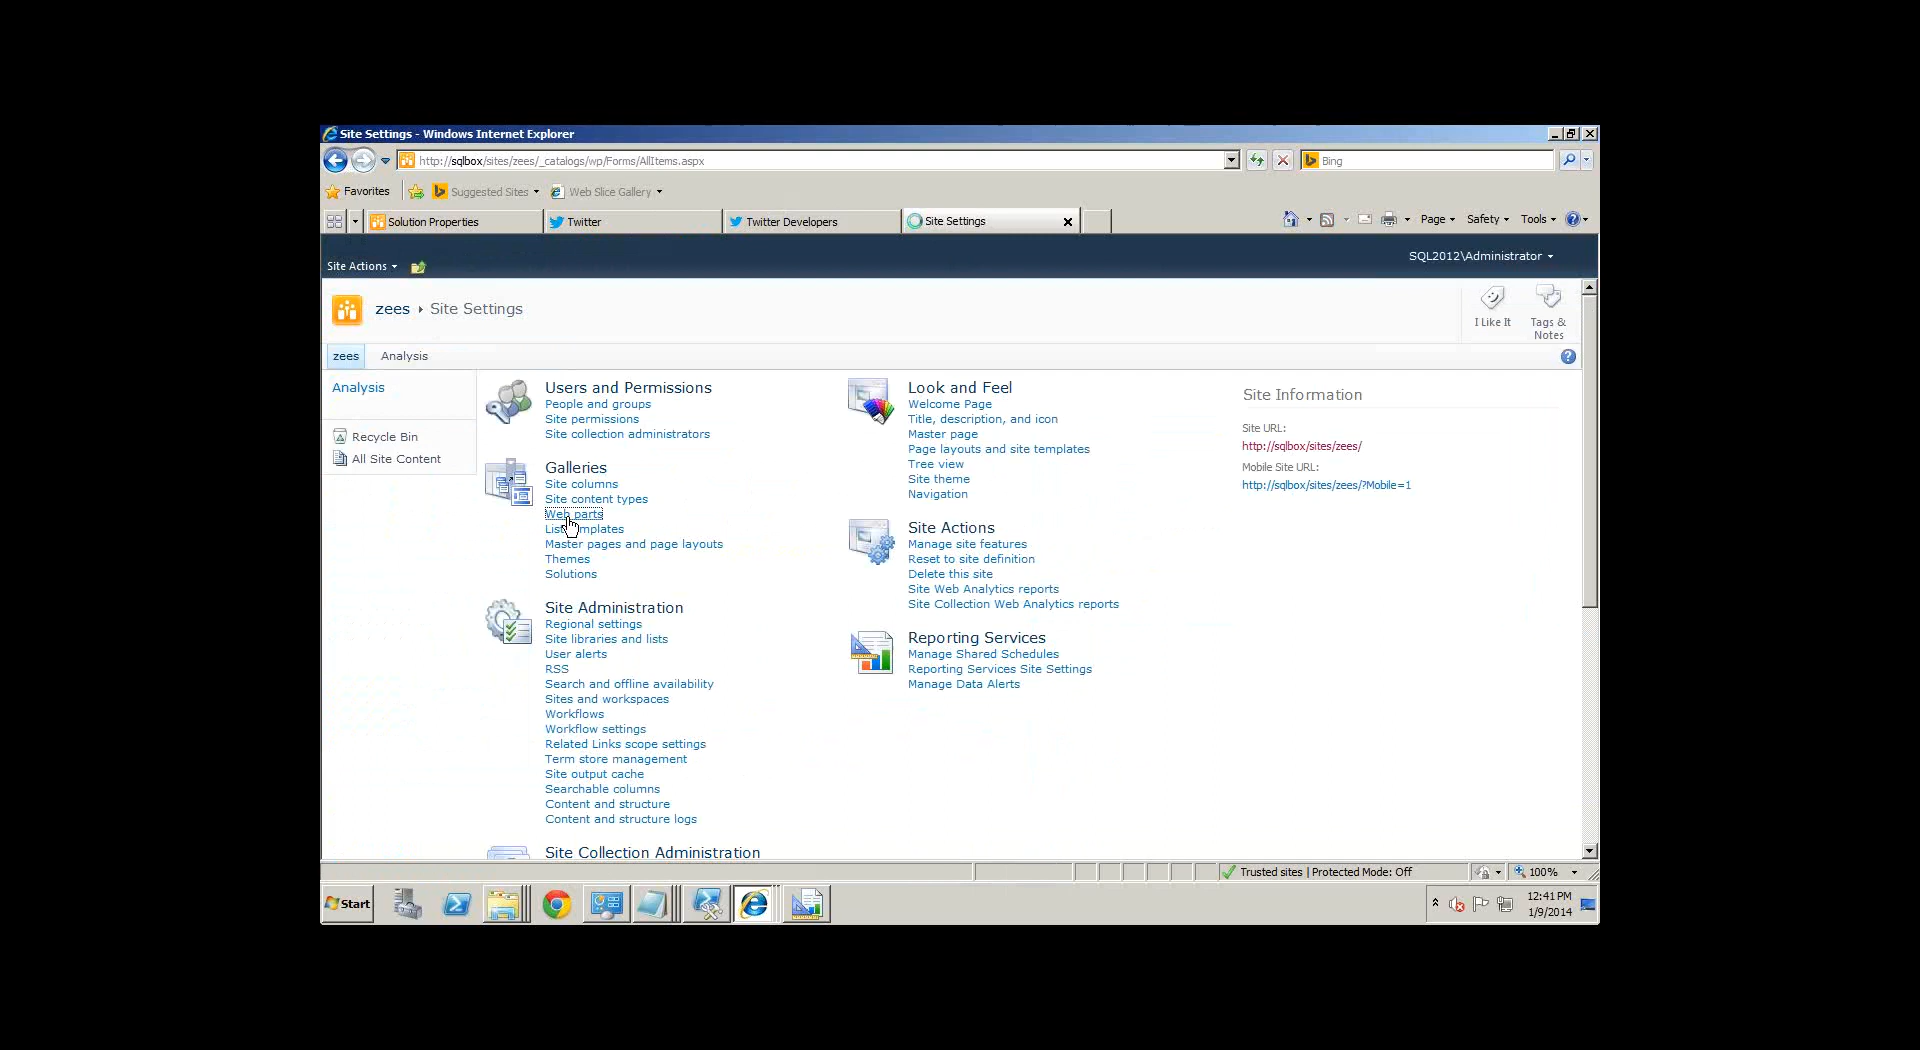 Site Settings - Windows Internet Explorer
http://sqlbox/sites/zees/_catalogs/wp/Forms/AllItems.aspx
Bing
Favorites
Suggested Sites
Web Slice Gallery
Solution Properties
Twitter
Twitter Developers
Site Settings
Page
Safety
Tools
Site Actions
SQL2012\Administrator
zees
Site Settings
I Like It
Tags &
Notes
zees
Analysis
Analysis
Recycle Bin
All Site Content
Users and Permissions
People and groups
Site permissions
Site collection administrators
Galleries
Site columns
Site content types
Web parts
List templates
Master pages and page layouts
Themes
Solutions
Site Administration
Regional settings
Site libraries and lists
User alerts
RSS
Search and offline availability
Sites and workspaces
Workflows
Workflow settings
Related Links scope settings
Term store management
Site output cache
Searchable columns
Content and structure
Content and structure logs
Site Collection Administration
Look and Feel
Welcome Page
Title, description, and icon
Master page
Page layouts and site templates
Tree view
Site theme
Navigation
Site Actions
Manage site features
Reset to site definition
Delete this site
Site Web Analytics reports
Site Collection Web Analytics reports
Reporting Services
Manage Shared Schedules
Reporting Services Site Settings
Manage Data Alerts
Site Information
Site URL:
http://sqlbox/sites/zees/
Mobile Site URL:
http://sqlbox/sites/zees/?Mobile=1
Trusted sites | Protected Mode: Off
100%
Start
12:41 PM
1/9/2014